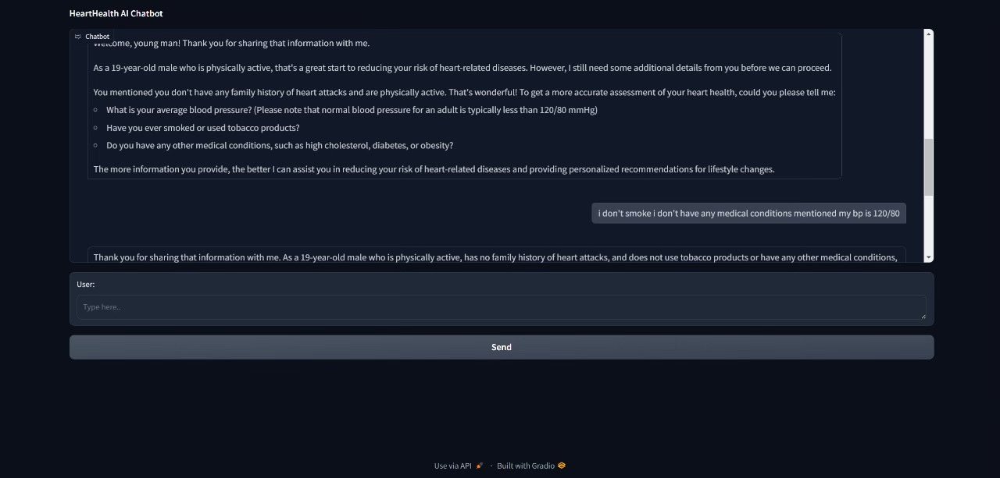 HeartHealth AI Chatbot
Chatbot
Welcome, young man! Thank you for sharing that information with me.
As a 19-year-old male who is physically active, that's a great start to reducing your risk of heart-related diseases. However, I still need some additional details from you before we can proceed.
You mentioned you don't have any family history of heart attacks and are physically active. That's wonderful! To get a more accurate assessment of your heart health, could you please tell me:
What is your average blood pressure? (Please note that normal blood pressure for an adult is typically less than 120/80 mmHg)
Have you ever smoked or used tobacco products?
Do you have any other medical conditions, such as high cholesterol, diabetes, or obesity?
The more information you provide, the better I can assist you in reducing your risk of heart-related diseases and providing personalized recommendations for lifestyle changes.
i don't smoke i don't have any medical conditions mentioned my bp is 120/80
Thank you for sharing that information with me. As a 19-year-old male who is physically active, has no family history of heart attacks, and does not use tobacco products or have any other medical conditions,
User:
Type here..
Send
Use via API · Built with Gradio